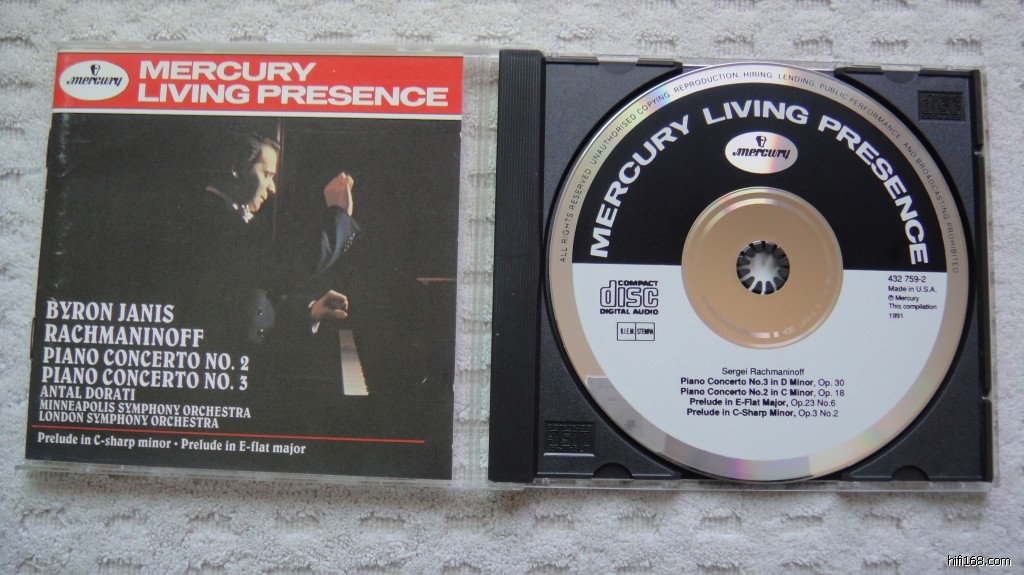 mercury
MERCURY
LIVING PRESENCE
BYRON JANIS
RACHMANINOFF
PIANO CONCERTO NO. 2
PIANO CONCERTO NO. 3
ANTAL DORATI
MINNEAPOLIS SYMPHONY ORCHESTRA
LONDON SYMPHONY ORCHESTRA
Prelude in C-sharp minor · Prelude in E-flat major
ALL RIGHTS RESERVED. UNAUTHORISED COPYING, REPRODUCTION, HIRING, LENDING, PUBLIC PERFORMANCE AND BROADCASTING PROHIBITED
MERCURY LIVING PRESENCE
mercury
COMPACT
disc
DIGITAL AUDIO
B.I.E.M. STEMRA
432 759-2
Made in U.S.A.
℗ Mercury
This compilation
1991
Sergei Rachmaninoff
Piano Concerto No.3 in D Minor, Op. 30
Piano Concerto No.2 in C Minor, Op. 18
Prelude in E-Flat Major, Op.23 No.6
Prelude in C-Sharp Minor, Op.3 No.2
hifi168.com